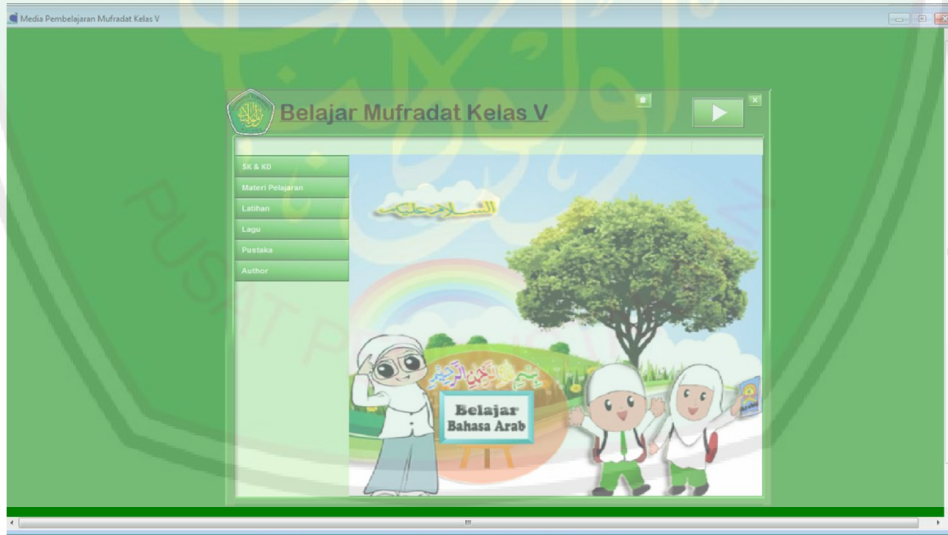 Media Pembelajaran Mufradat Kelas V
Belajar Mufradat Kelas V
SK & KD
Materi Pelajaran
Latihan
Lagu
Pustaka
Author
السلام عليكم
بسم الله الرحمن الرحيم
Belajar
Bahasa Arab
PUSAT